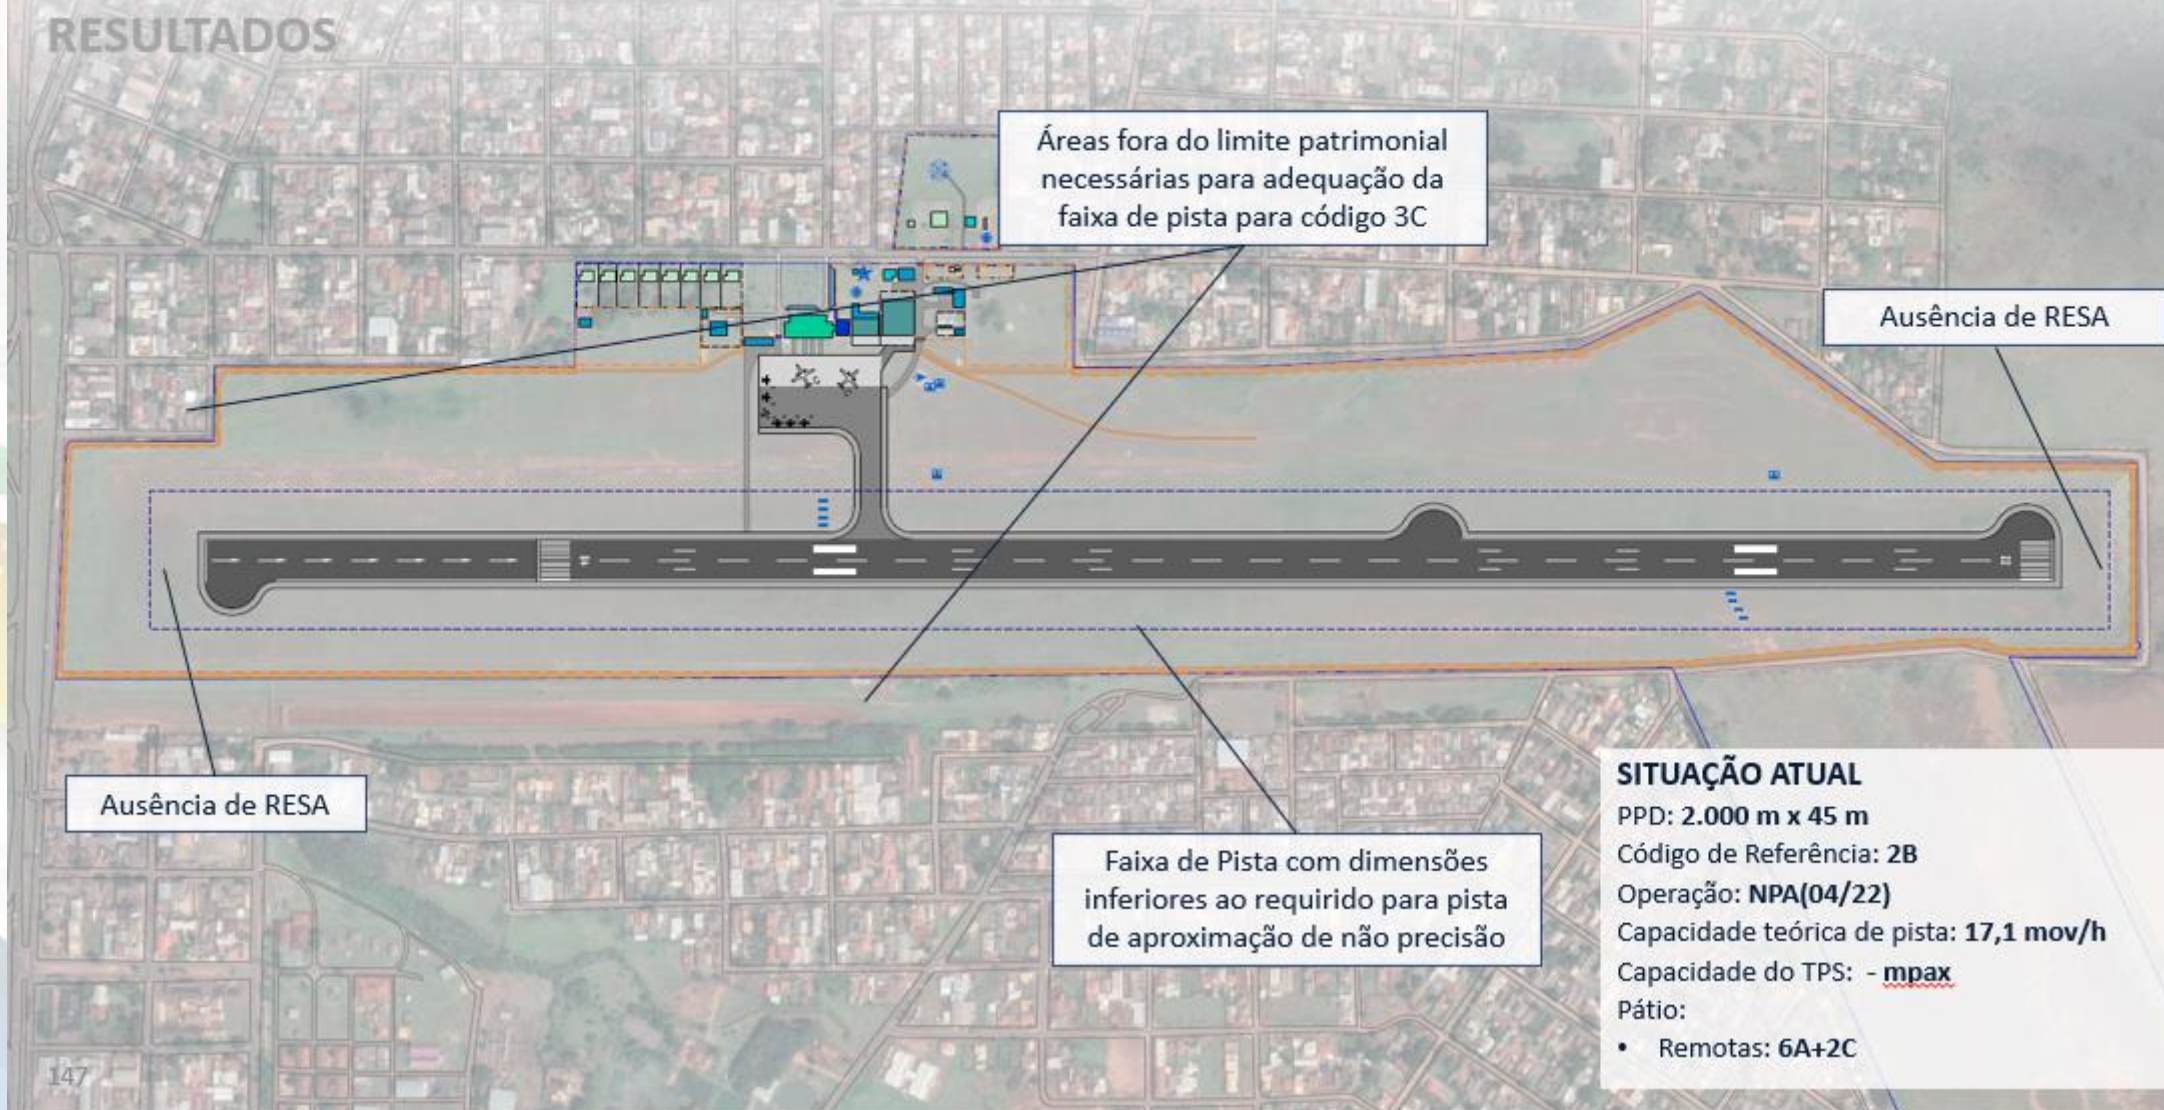 RESULTADOS
Áreas fora do limite patrimonial
necessárias para adequação da
faixa de pista para código 3C
Ausência de RESA
Ausência de RESA
Faixa de Pista com dimensões
inferiores ao requirido para pista
de aproximação de não precisão
SITUAÇÃO ATUAL
PPD: 2.000 m x 45 m
Código de Referência: 2B
Operação: NPA(04/22)
Capacidade teórica de pista: 17,1 mov/h
Capacidade do TPS: - mpax
Pátio:
• Remotas: 6A+2C
147